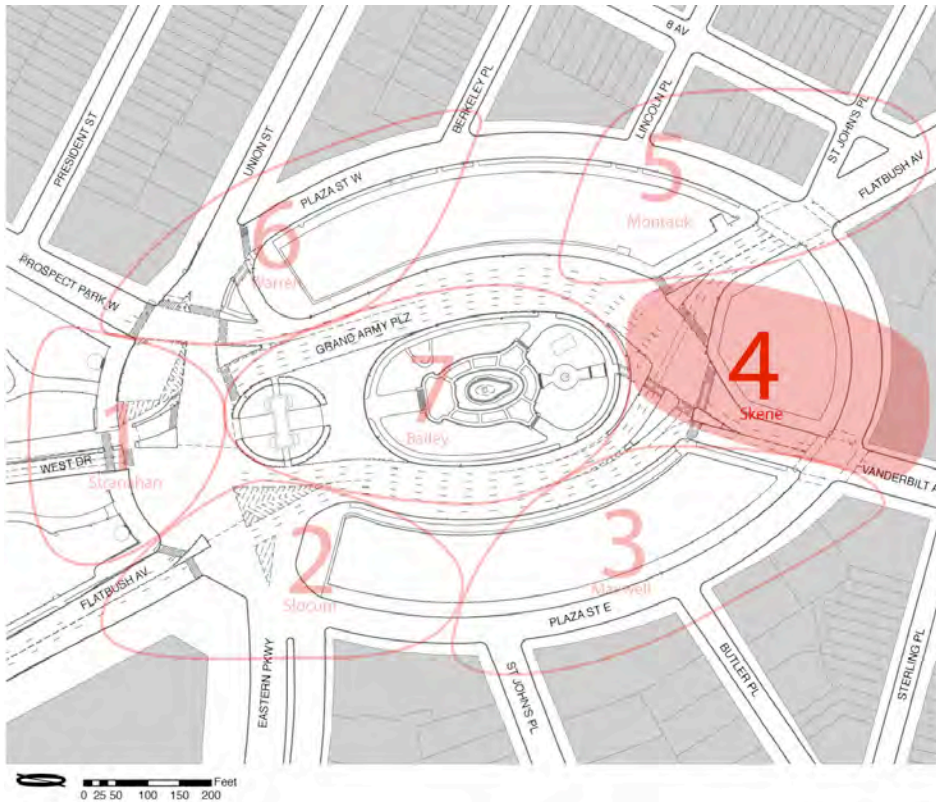 8 AV
BERKELEY PL
LINCOLN PL
ST JOHN'S PL
PRESIDENT ST
UNION ST
5
FLATBUSH AV
PLAZA ST W
Montauk
6
PROSPECT PARK W
Warren
GRAND ARMY PLZ
4
7
Skene
1
Bailey
WEST DR
Stranahan
VANDERBILT A
2
3
FLATBUSH AV
Slocum
Maxwell
PLAZA ST E
EASTERN PKWY
ST JOHN'S PL
BUTLER PL
STERLING PL
Feet
0 25 50 100 150 200